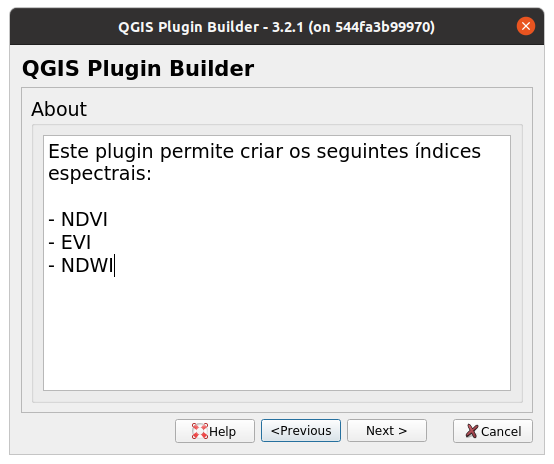 QGIS Plugin Builder - 3.2.1 (on 544fa3b99970)
QGIS Plugin Builder
About
Este plugin permite criar os seguintes índices
espectrais:
- NDVI
- EVI
- NDWI
Help
<Previous
Next >
Cancel